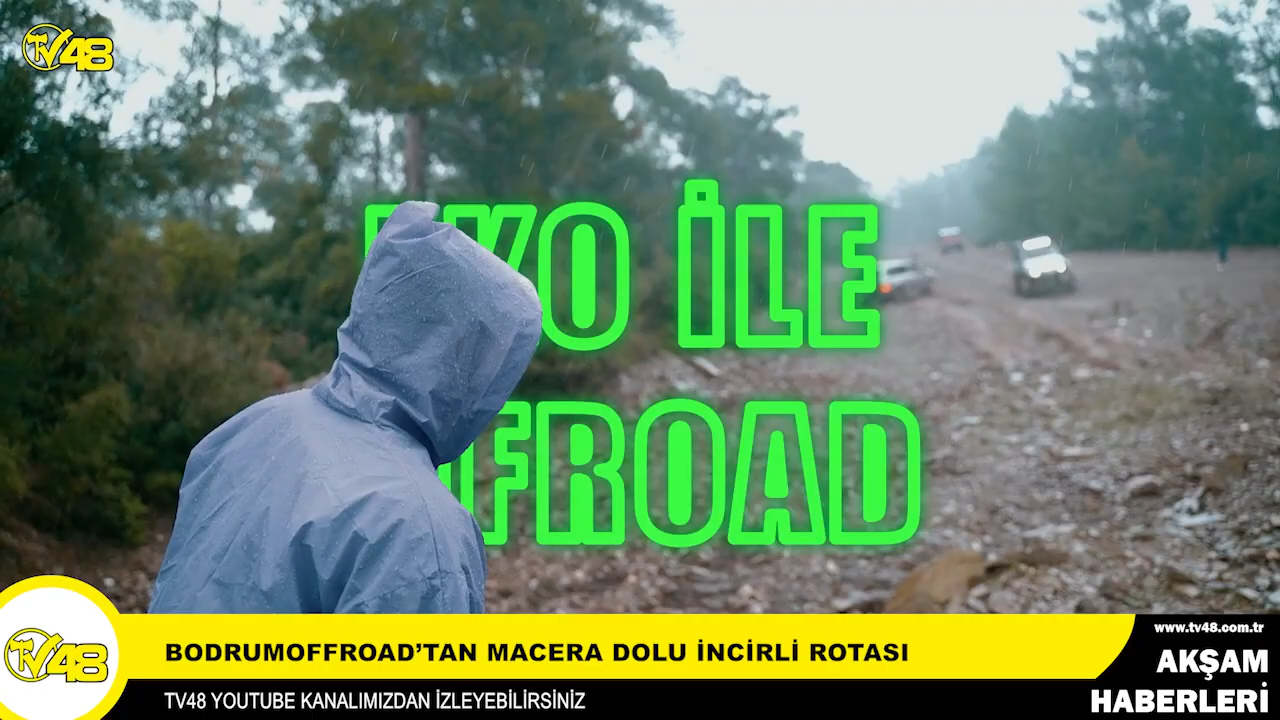 TV48
İLE
OFFROAD
TV48
BODRUMOFFROAD’TAN MACERA DOLU İNCİRLİ ROTASI
TV48 YOUTUBE KANALIMIZDAN İZLEYEBİLİRSİNİZ
www.tv48.com.tr
AKŞAM
HABERLERİ